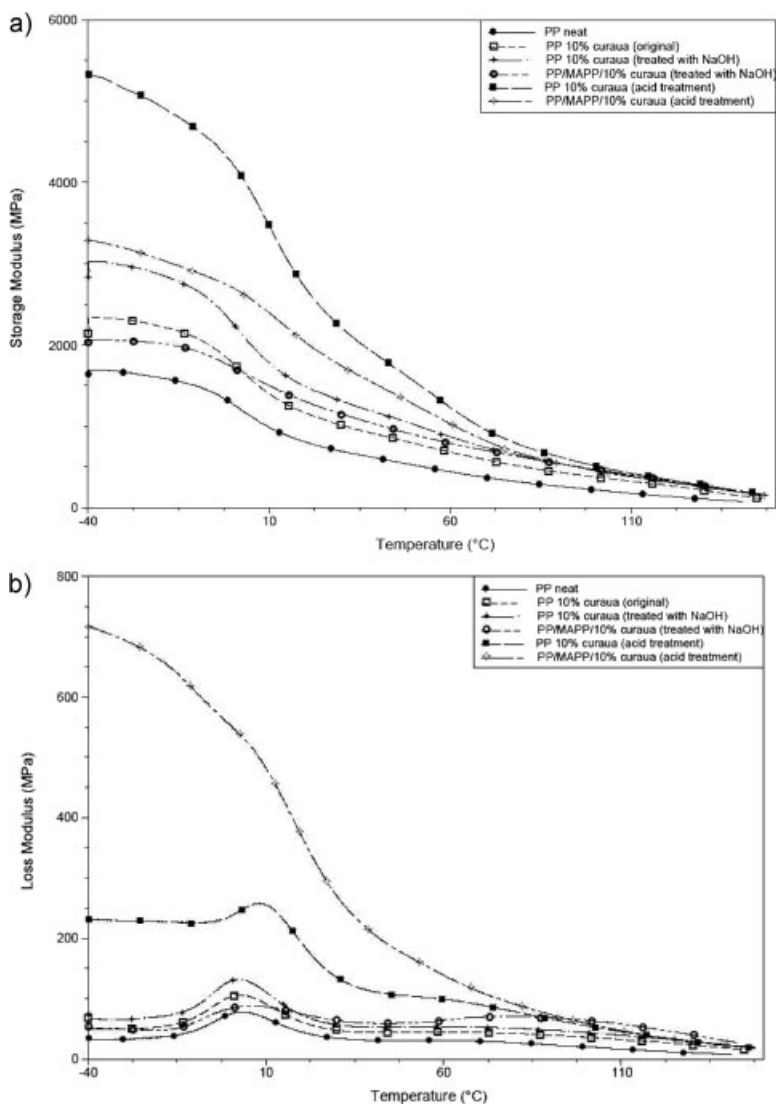 a)
6000
4000
2000
0
Storage Modulus (MPa)
PP neat
PP 10% curaua (original)
PP 10% curaua (treated with NaOH)
PP/MAPP/10% curaua (treated with NaOH)
PP 10% curaua (acid treatment)
PP/MAPP/10% curaua (acid treatment)
-40 10 60 110
Temperature (°C)
b)
800
600
400
200
0
Loss Modulus (MPa)
PP neat
PP 10% curaua (original)
PP 10% curaua (treated with NaOH)
PP/MAPP/10% curaua (treated with NaOH)
PP 10% curaua (acid treatment)
PP/MAPP/10% curaua (acid treatment)
-40 10 60 110
Temperature (°C)